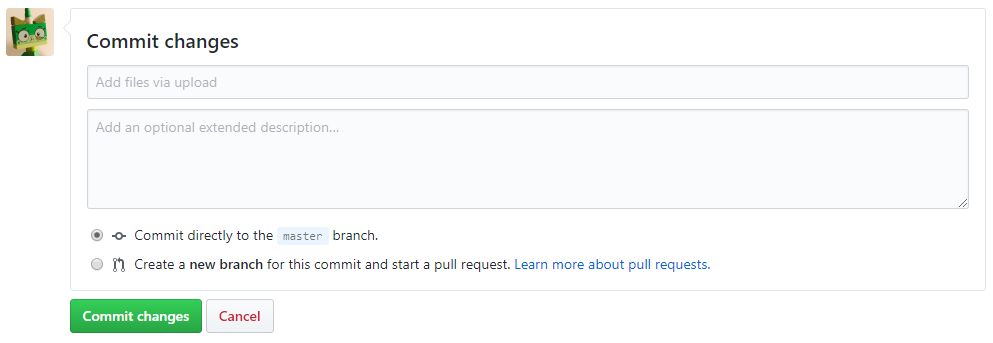 Commit changes
Add files via upload
Add an optional extended description...
Commit directly to the master branch.
Create a new branch for this commit and start a pull request. Learn more about pull requests.
Commit changes
Cancel